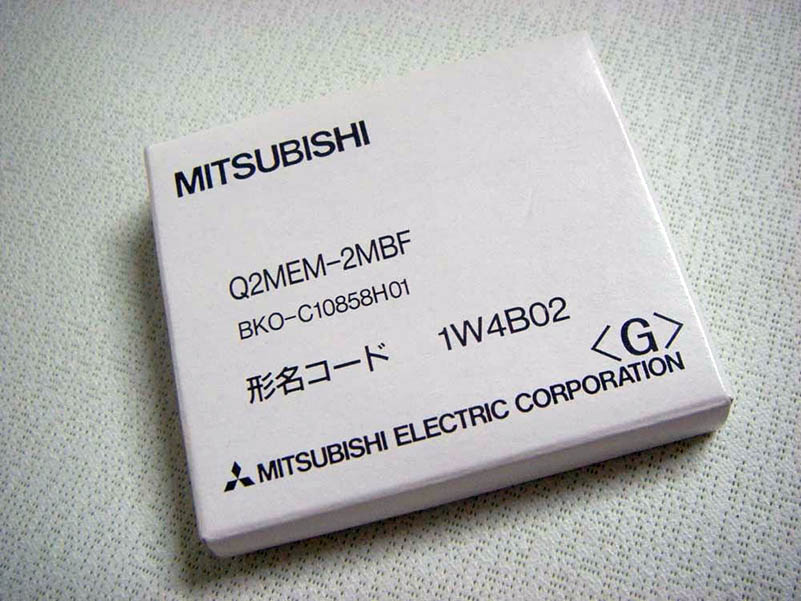 MITSUBISHI
Q2MEM-2MBF
BKO-C10858H01
形名コード 1W4B02
<G>
MITSUBISHI ELECTRIC CORPORATION